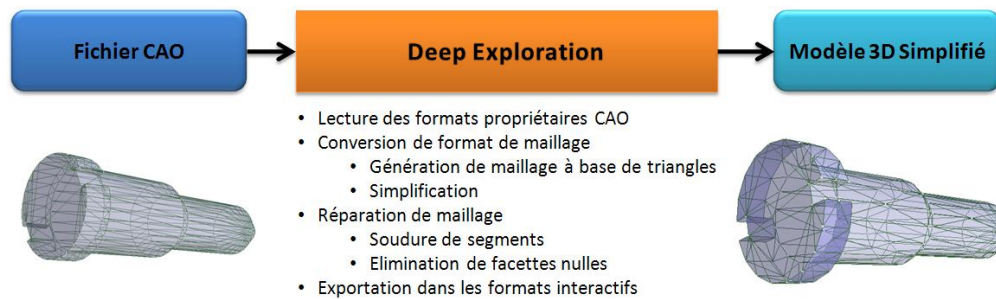 Fichier CAO
Deep Exploration
Modèle 3D Simplifié
• Lecture des formats propriétaires CAO
• Conversion de format de maillage
• Génération de maillage à base de triangles
• Simplification
• Réparation de maillage
• Soudure de segments
• Elimination de facettes nulles
• Exportation dans les formats interactifs